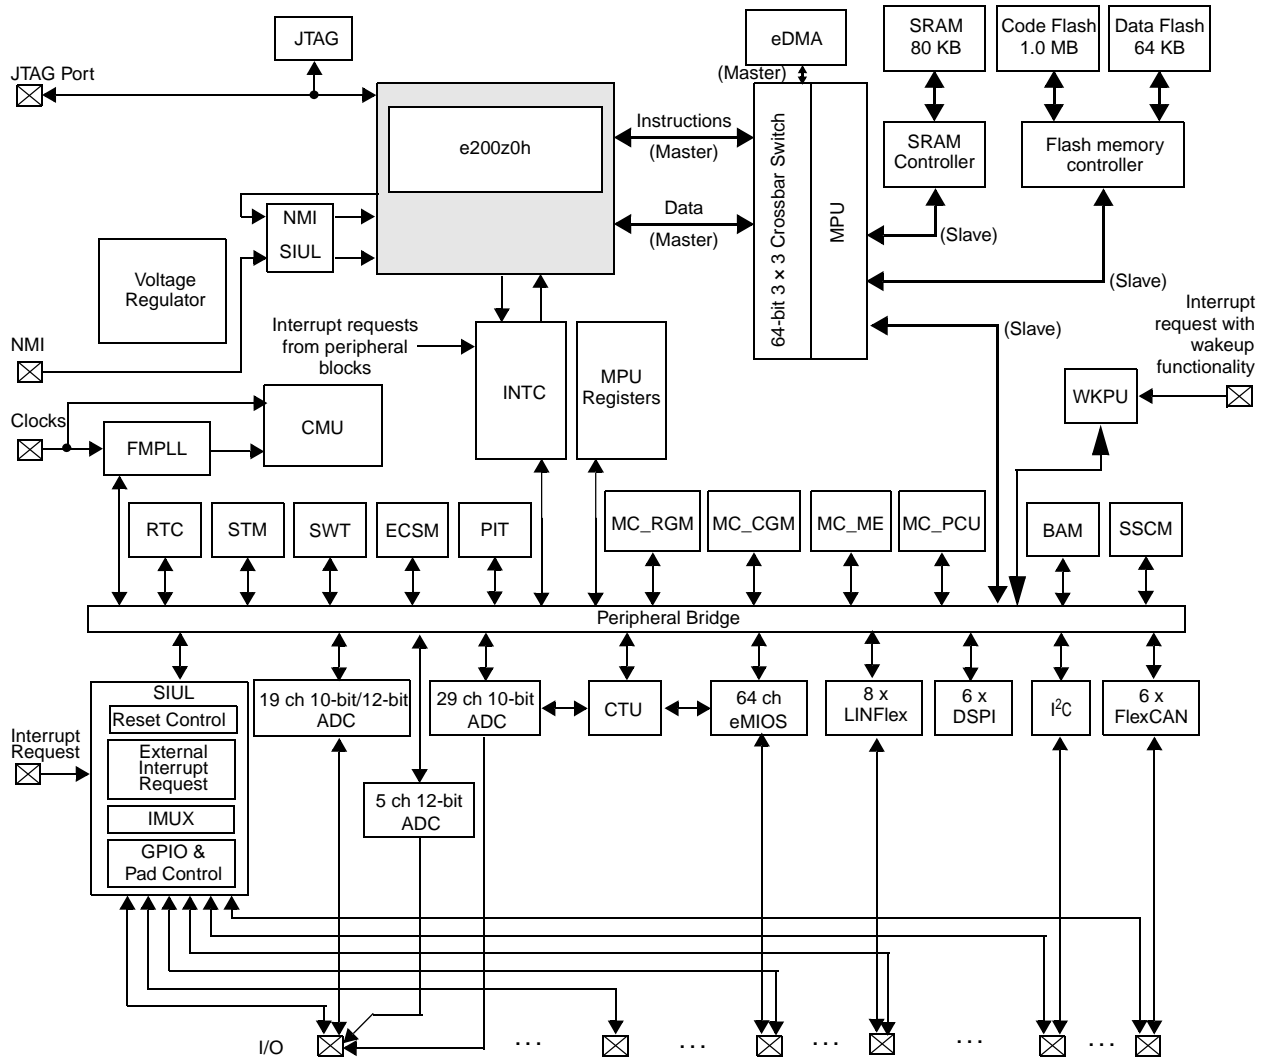 JTAG
eDMA
SRAM
80 KB
Code Flash
1.0 MB
Data Flash
64 KB
JTAG Port
(Master)
e200z0h
Instructions
(Master)
64-bit 3 × 3 Crossbar Switch
MPU
SRAM
Controller
Flash memory
controller
NMI
SIUL
Data
(Master)
(Slave)
(Slave)
(Slave)
Voltage
Regulator
NMI
Interrupt requests
from peripheral
blocks
INTC
MPU
Registers
Interrupt
request with
wakeup
functionality
WKPU
Clocks
FMPLL
CMU
RTC
STM
SWT
ECSM
PIT
MC_RGM
MC_CGM
MC_ME
MC_PCU
BAM
SSCM
Peripheral Bridge
SIUL
Reset Control
External
Interrupt
Request
IMUX
GPIO &
Pad Control
Interrupt
Request
19 ch 10-bit/12-bit
ADC
29 ch 10-bit
ADC
CTU
64 ch
eMIOS
8 x
LINFlex
6 x
DSPI
I²C
6 x
FlexCAN
5 ch 12-bit
ADC
I/O
...
...
...
...
...